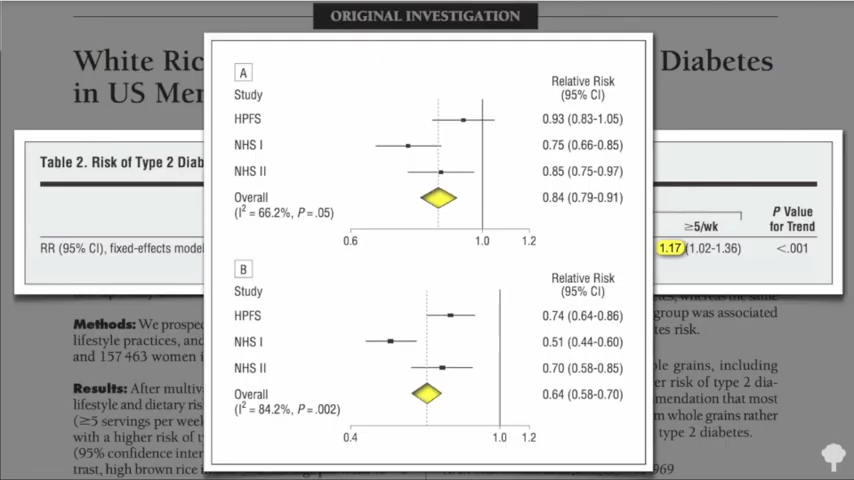 ORIGINAL INVESTIGATION
White Ric
Diabetes
in US Me
A
Study
Relative Risk
(95% CI)
HPFS 0.93 (0.83-1.05)
NHS I 0.75 (0.66-0.85)
NHS II 0.85 (0.75-0.97)
Overall 0.84 (0.79-0.91)
(I² = 66.2%, P = .05)
0.6 1.0 1.2
B
Study
Relative Risk
(95% CI)
HPFS 0.74 (0.64-0.86)
NHS I 0.51 (0.44-0.60)
NHS II 0.70 (0.58-0.85)
Overall 0.64 (0.58-0.70)
(I² = 84.2%, P = .002)
0.4 1.0 1.2
Table 2. Risk of Type 2 Diab
≥5/wk
P Value
for Trend
RR (95% CI), fixed-effects model
1.17 (1.02-1.36) <.001
Methods: We prosp
lifestyle practices, an
and 157 463 women i
Results: After multiv
lifestyle and dietary ris
(≥5 servings per wee
with a higher risk of t
(95% confidence inter
trast, high brown rice
whereas the same
group was associated
tes risk.
le grains, including
er risk of type 2 dia-
mendation that most
m whole grains rather
type 2 diabetes.
969